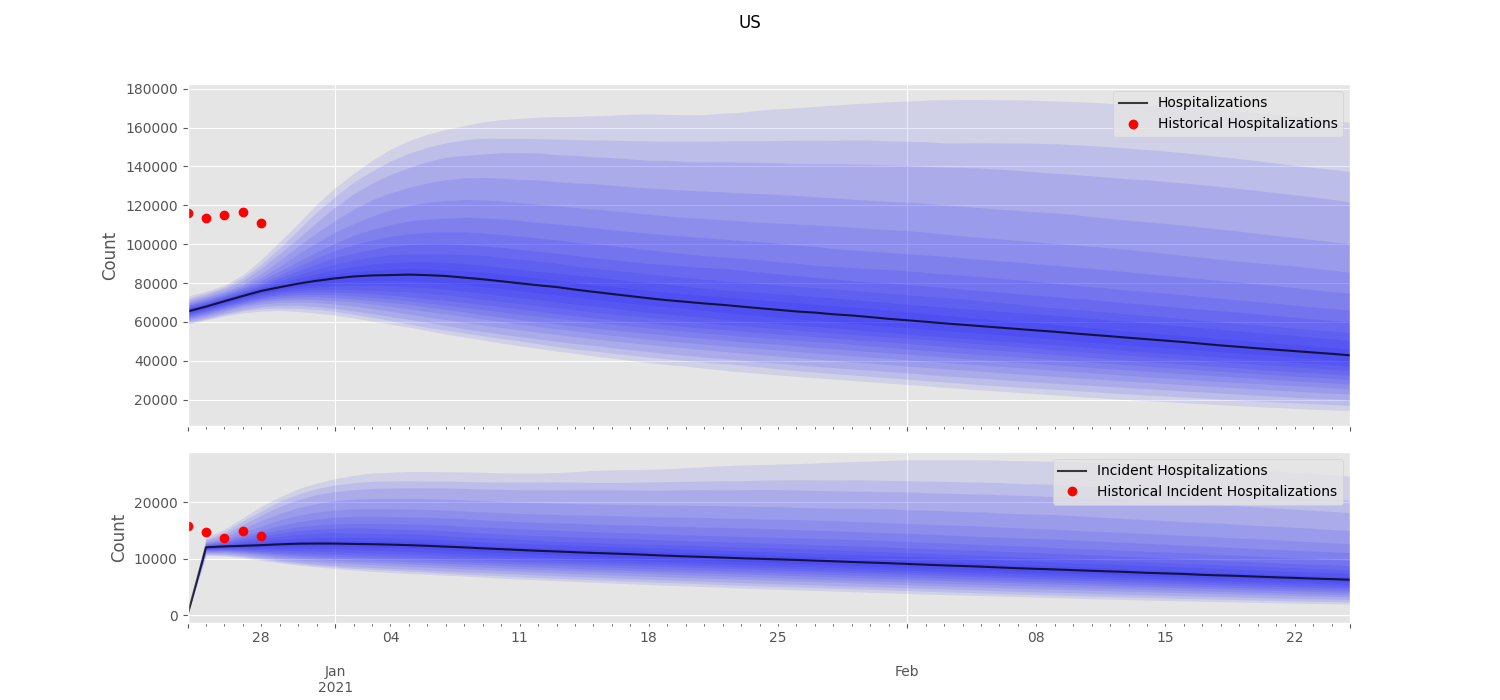 US
180000
160000
140000
120000
100000
80000
60000
40000
20000
Count
Hospitalizations
Historical Hospitalizations
20000
10000
0
Count
Incident Hospitalizations
Historical Incident Hospitalizations
28 04 11 18 25 08 15 22
Jan Feb
2021